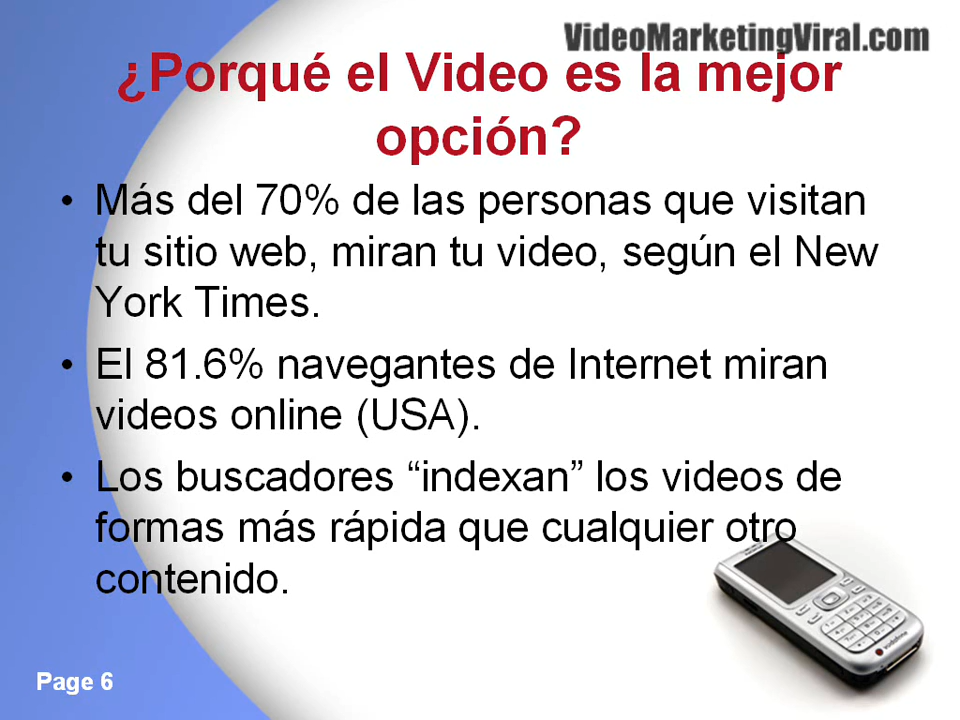 VideoMarketingViral.com
¿Porqué el Video es la mejor
opción?
• Más del 70% de las personas que visitan
tu sitio web, miran tu video, según el New
York Times.
• El 81.6% navegantes de Internet miran
videos online (USA).
• Los buscadores “indexan” los videos de
formas más rápida que cualquier otro
contenido.
vodafone
Page 6